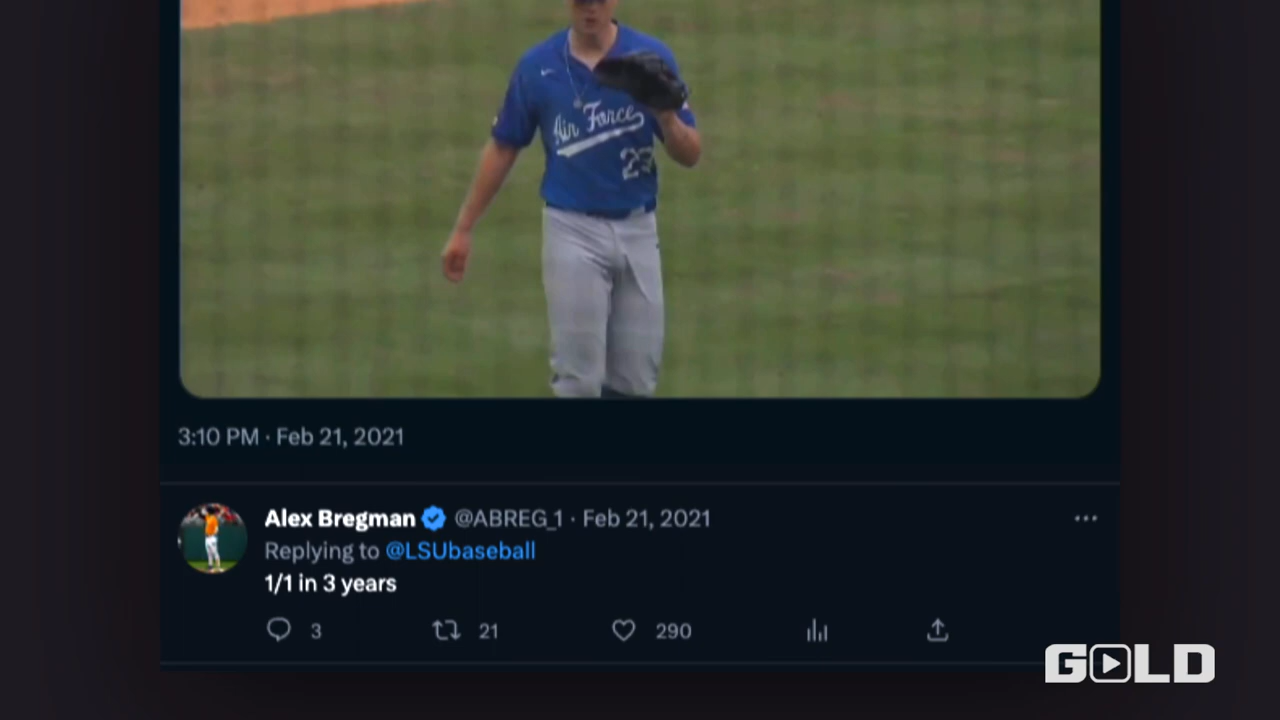 Air Force
23
3:10 PM · Feb 21, 2021
Alex Bregman @ABREG_1 · Feb 21, 2021
Replying to @LSUbaseball
1/1 in 3 years
3 21 290
GOLD